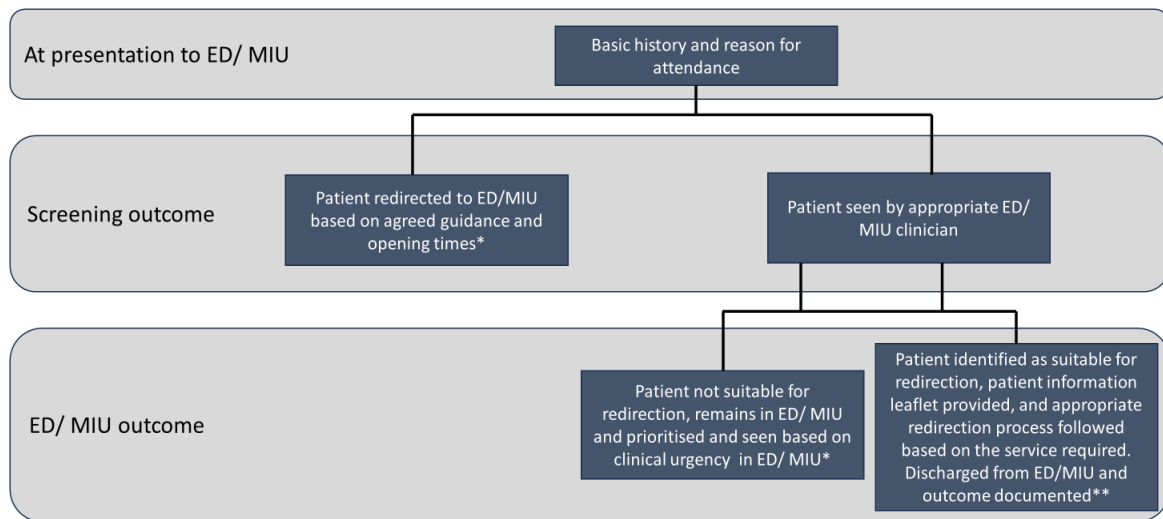 At presentation to ED/ MIU
Basic history and reason for
attendance
Screening outcome
Patient redirected to ED/MIU
based on agreed guidance and
opening times*
Patient seen by appropriate ED/
MIU clinician
ED/ MIU outcome
Patient not suitable for
redirection, remains in ED/ MIU
and prioritised and seen based on
clinical urgency in ED/ MIU*
Patient identified as suitable for
redirection, patient information
leaflet provided, and appropriate
redirection process followed
based on the service required.
Discharged from ED/MIU and
outcome documented**